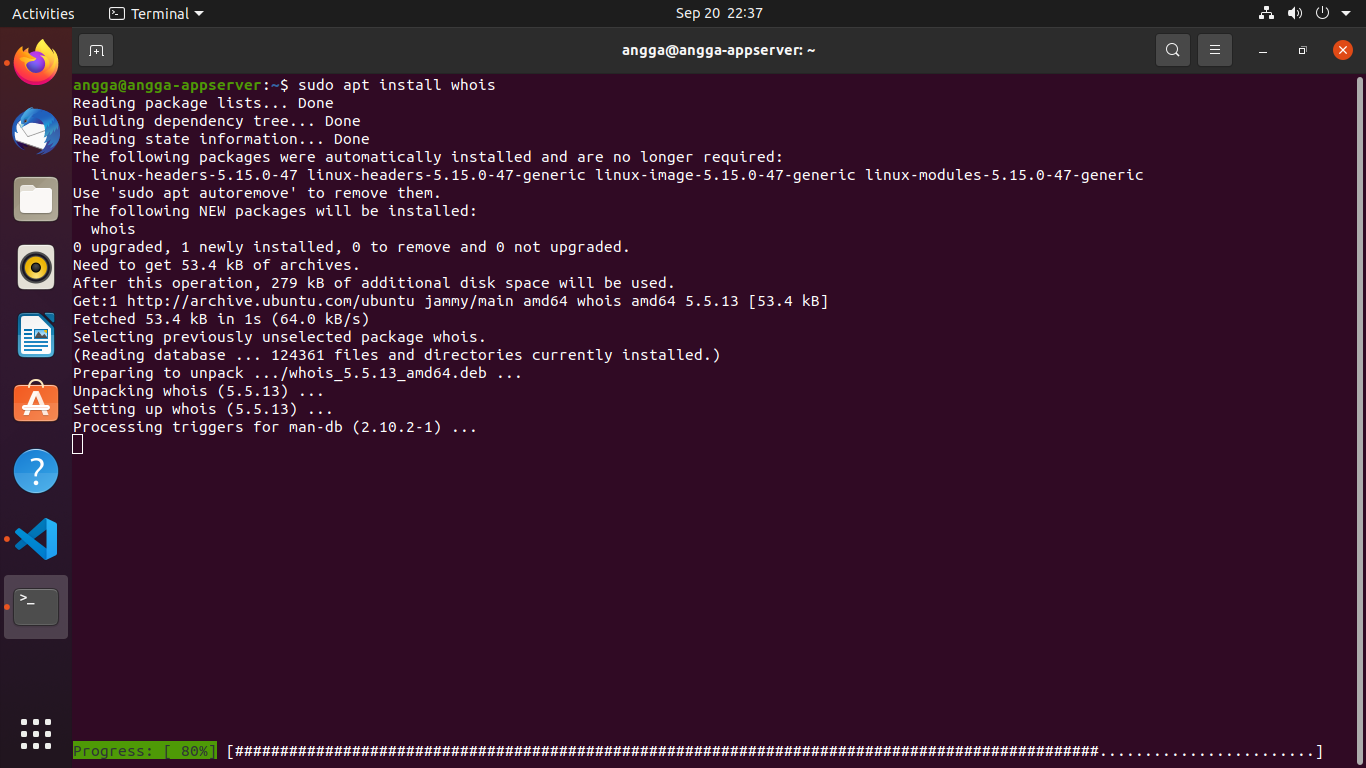 Activities Terminal Sep 20 22:37
angga@angga-appserver: ~
angga@angga-appserver:~$ sudo apt install whois
Reading package lists... Done
Building dependency tree... Done
Reading state information... Done
The following packages were automatically installed and are no longer required:
  linux-headers-5.15.0-47 linux-headers-5.15.0-47-generic linux-image-5.15.0-47-generic linux-modules-5.15.0-47-generic
Use 'sudo apt autoremove' to remove them.
The following NEW packages will be installed:
  whois
0 upgraded, 1 newly installed, 0 to remove and 0 not upgraded.
Need to get 53.4 kB of archives.
After this operation, 279 kB of additional disk space will be used.
Get:1 http://archive.ubuntu.com/ubuntu jammy/main amd64 whois amd64 5.5.13 [53.4 kB]
Fetched 53.4 kB in 1s (64.0 kB/s)
Selecting previously unselected package whois.
(Reading database ... 124361 files and directories currently installed.)
Preparing to unpack .../whois_5.5.13_amd64.deb ...
Unpacking whois (5.5.13) ...
Setting up whois (5.5.13) ...
Processing triggers for man-db (2.10.2-1) ...
Progress: [ 80%] [################################################################################################........................]